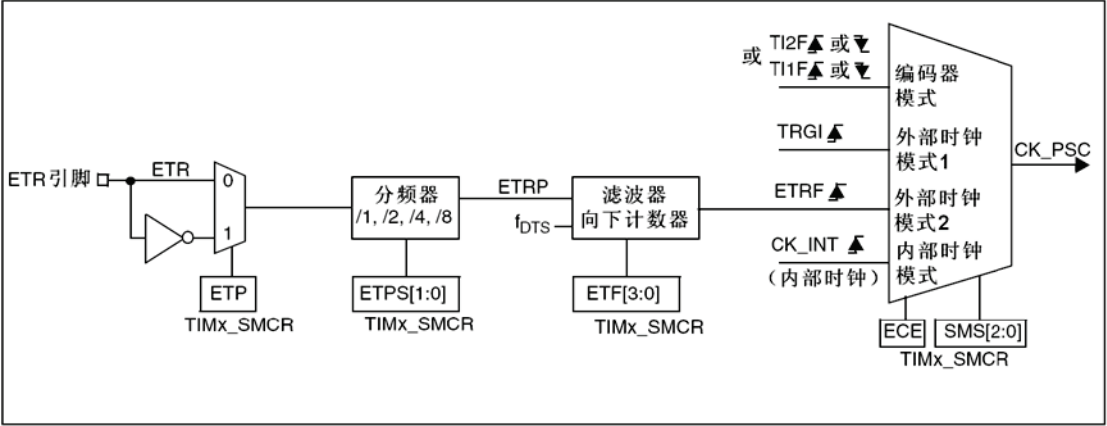 或 TI2F 或
TI1F 或
编码器
模式
TRGI
外部时钟
模式1
CK_PSC
ETR引脚
ETR
0
1
ETP
TIMx_SMCR
分频器
/1, /2, /4, /8
ETPS[1:0]
TIMx_SMCR
ETRP
fDTS
滤波器
向下计数器
ETF[3:0]
TIMx_SMCR
ETRF
外部时钟
模式2
CK_INT
(内部时钟)
内部时钟
模式
ECE
SMS[2:0]
TIMx_SMCR